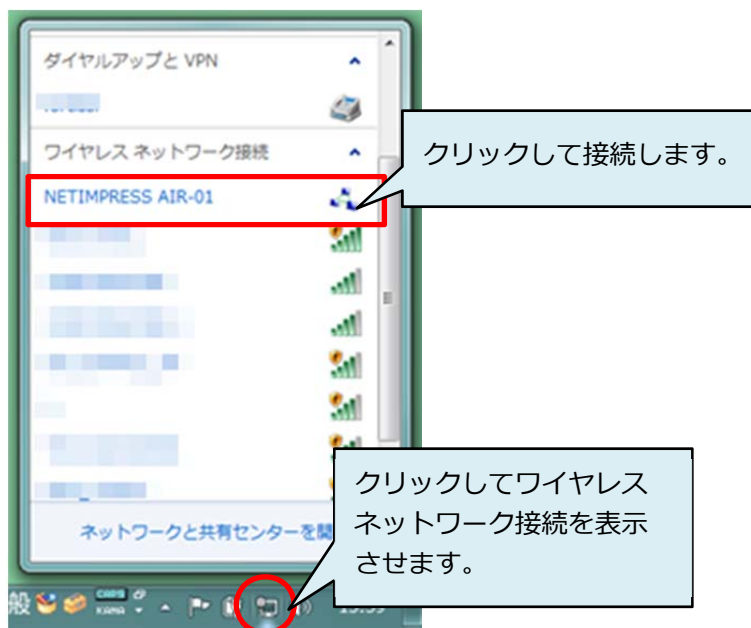 ダイヤルアップと VPN
ワイヤレス ネットワーク接続
クリックして接続します。
NETIMPRESS AIR-01
クリックしてワイヤレス
ネットワーク接続を表示
させます。
ネットワークと共有センターを
般
CAPS
KANA